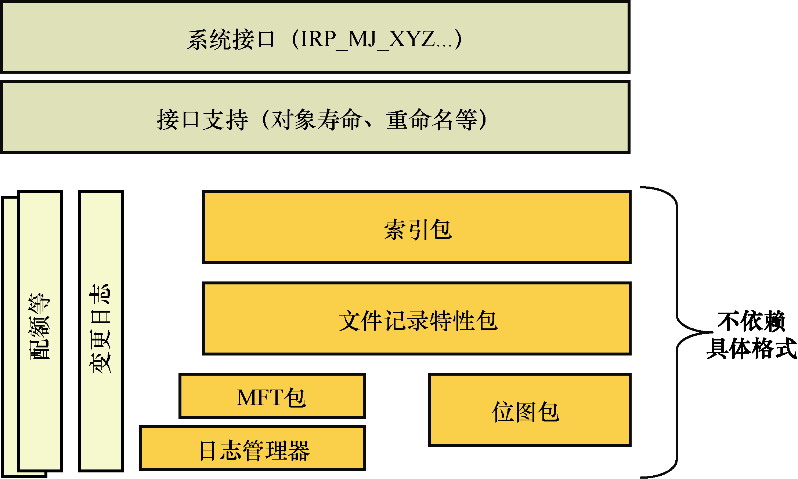 系统接口（IRP_MJ_XYZ...）
接口支持（对象寿命、重命名等）
配额等
变更日志
索引包
文件记录特性包
MFT包
位图包
日志管理器
不依赖
具体格式